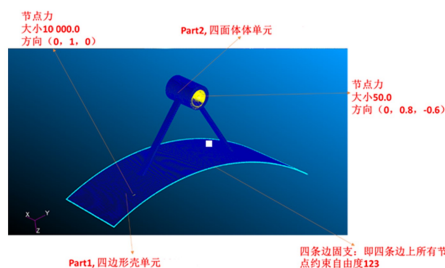 节点力
大小10 000.0
方向（0，1，0）
Part2, 四面体体单元
节点力
大小50.0
方向（0，0.8，-0.6）
X
Y
Z
Part1, 四边形壳单元
四条边固支：即四条边上所有节
点约束自由度123